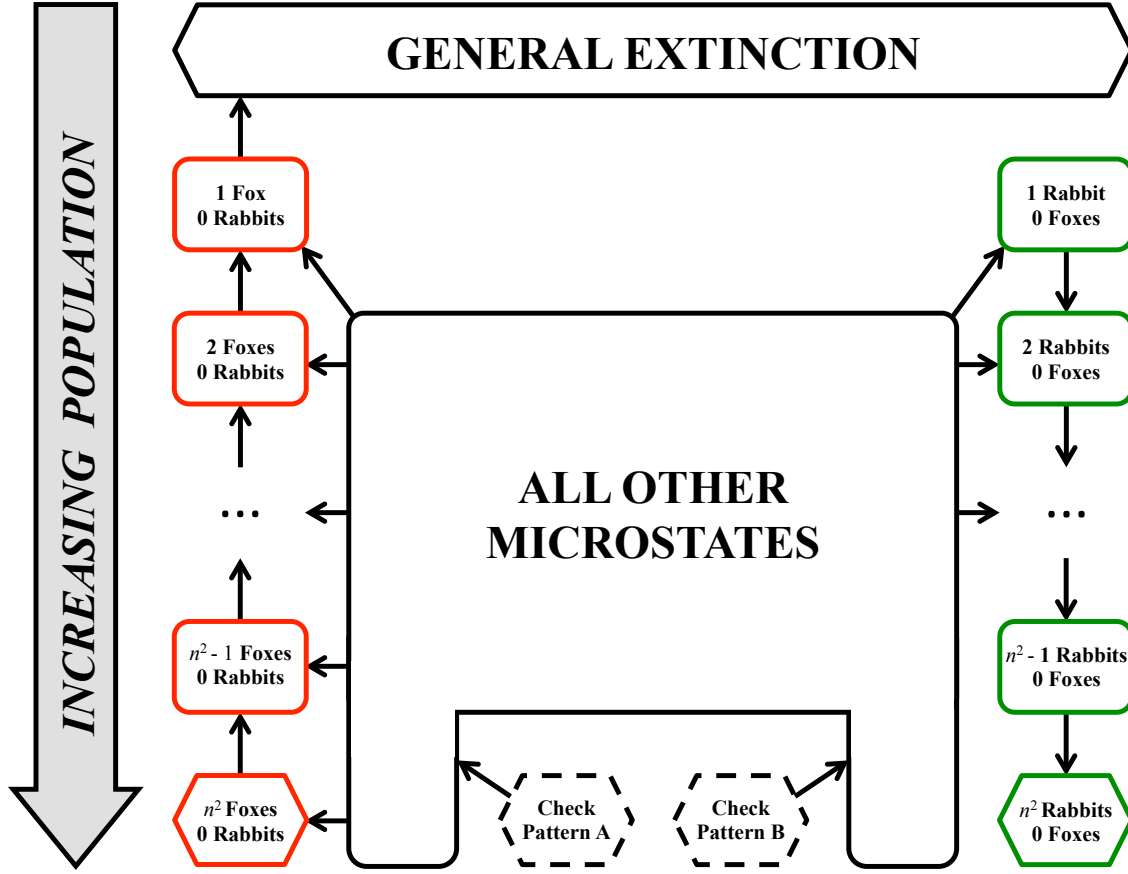 GENERAL EXTINCTION
INCREASING POPULATION
1 Fox
0 Rabbits
1 Rabbit
0 Foxes
2 Foxes
0 Rabbits
2 Rabbits
0 Foxes
ALL OTHER
MICROSTATES
...
...
n² - 1 Foxes
0 Rabbits
n² - 1 Rabbits
0 Foxes
n² Foxes
0 Rabbits
Check
Pattern A
Check
Pattern B
n² Rabbits
0 Foxes